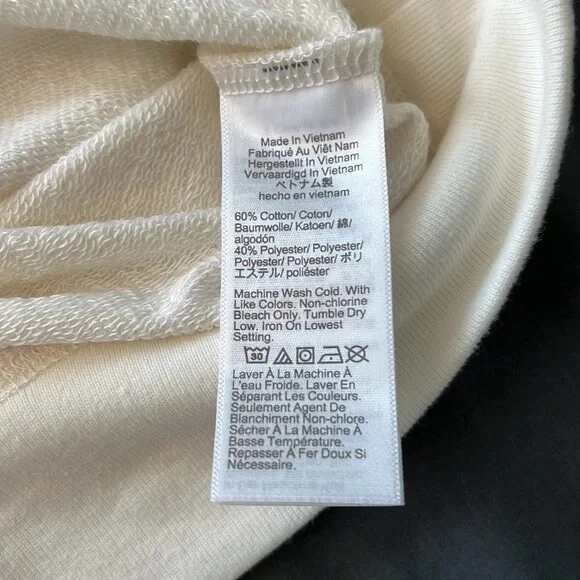 Made In Vietnam
Fabriqué Au Viêt Nam
Hergestellt In Vietnam
Vervaardigd In Vietnam
ベトナム製
hecho en vietnam
60% Cotton/ Coton/
Baumwolle/ Katoen/ 綿/
algodón
40% Polyester/ Polyester/
Polyester/ Polyester/ ポリ
エステル/ poliéster
Machine Wash Cold. With
Like Colors. Non-chlorine
Bleach Only. Tumble Dry
Low. Iron On Lowest
Setting.
30
Laver À La Machine À
L'eau Froide. Laver En
Séparant Les Couleurs.
Seulement Agent De
Blanchiment Non-chlore.
Sécher À La Machine À
Basse Température.
Repasser À Fer Doux Si
Nécessaire.